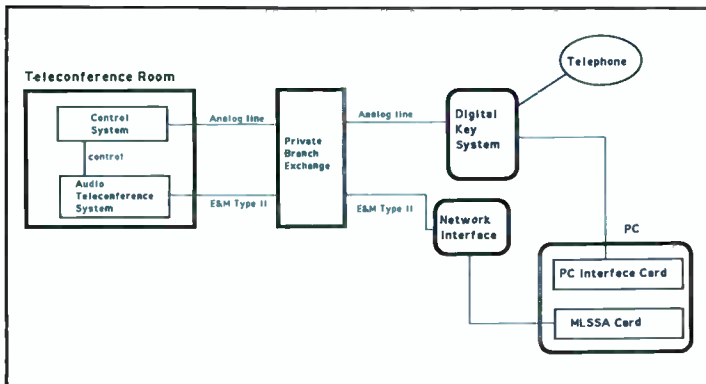 Teleconference Room
Control
System
control
Audio
Teleconference
System
Analog line
E&M Type II
Private
Branch
Exchange
Analog line
E&M Type II
Digital
Key
System
Telephone
Network
Interface
PC
PC Interface Card
MLSSA Card